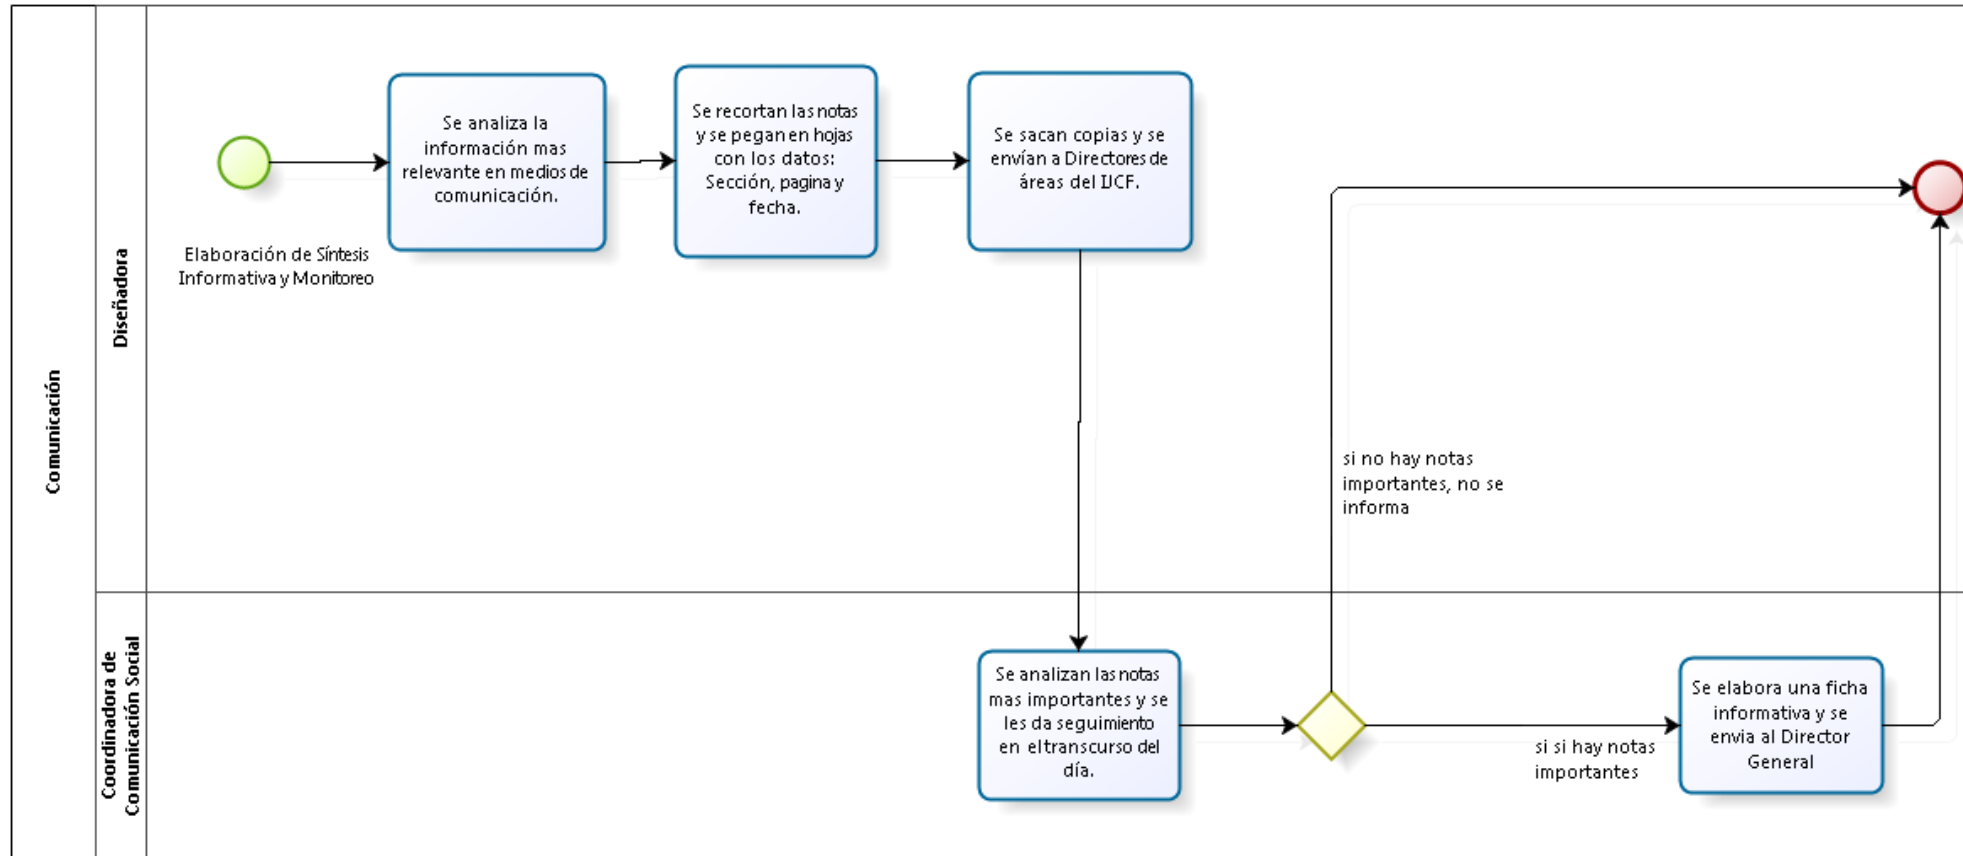 Comunicación
Diseñadora
Elaboración de Síntesis
Informativa y Monitoreo
Se analiza la
información mas
relevante en medios de
comunicación.
Se recortan las notas
y se pegan en hojas
con los datos:
Sección, pagina y
fecha.
Se sacan copias y se
envían a Directores de
áreas del IJCF.
si no hay notas
importantes, no se
informa
Coordinadora de
Comunicación Social
Se analizan las notas
mas importantes y se
les da seguimiento
en el transcurso del
día.
si si hay notas
importantes
Se elabora una ficha
informativa y se
envia al Director
General